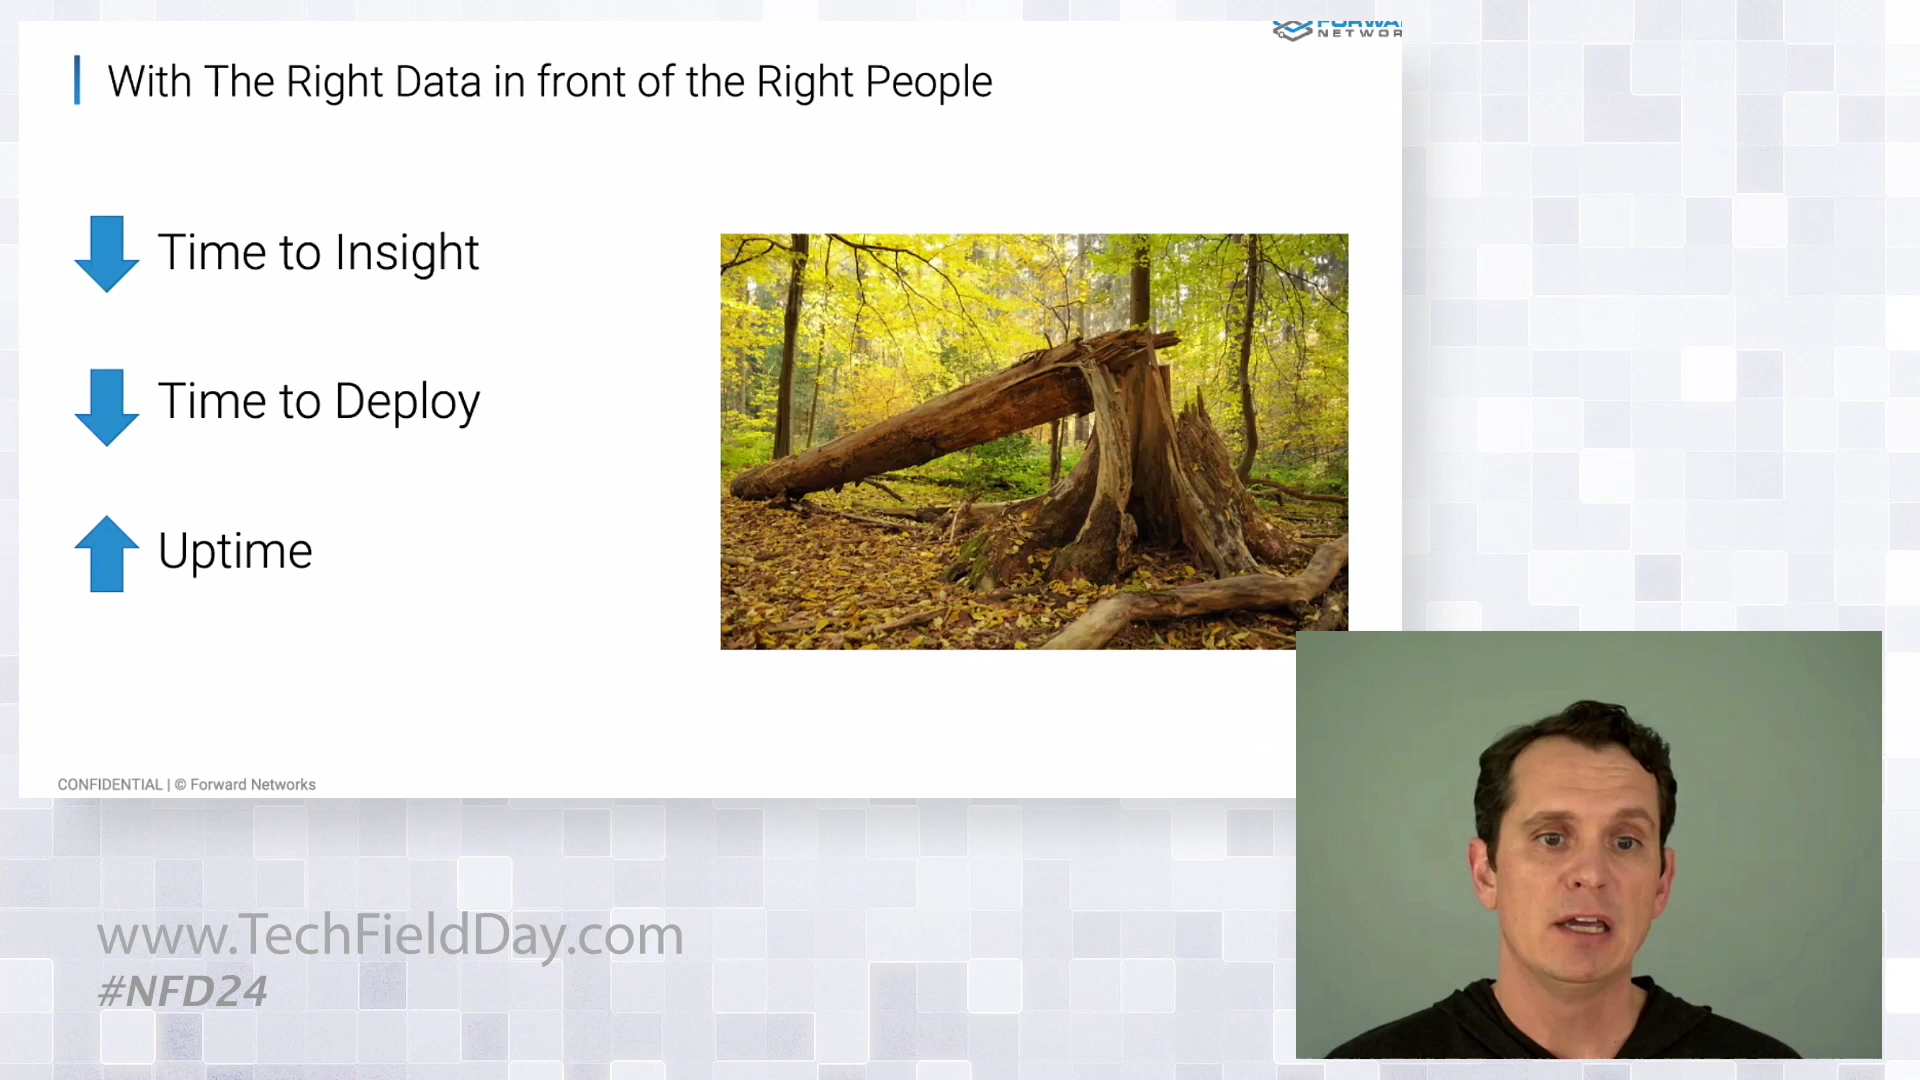 With The Right Data in front of the Right People
Time to Insight
Time to Deploy
Uptime
CONFIDENTIAL | © Forward Networks
www.TechFieldDay.com
#NFD24